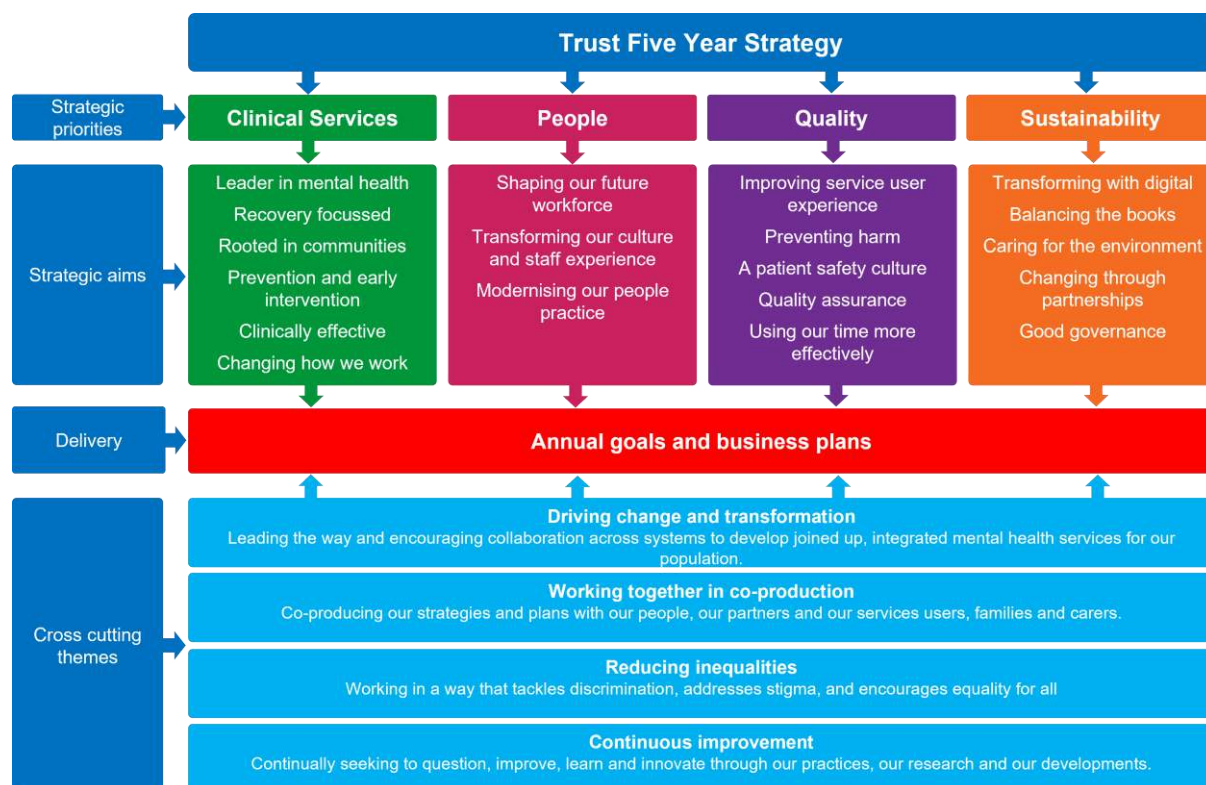 Trust Five Year Strategy
Strategic
priorities
Clinical Services
People
Quality
Sustainability
Strategic aims
Leader in mental health
Recovery focussed
Rooted in communities
Prevention and early
intervention
Clinically effective
Changing how we work
Shaping our future
workforce
Transforming our culture
and staff experience
Modernising our people
practice
Improving service user
experience
Preventing harm
A patient safety culture
Quality assurance
Using our time more
effectively
Transforming with digital
Balancing the books
Caring for the environment
Changing through
partnerships
Good governance
Delivery
Annual goals and business plans
Cross cutting
themes
Driving change and transformation
Leading the way and encouraging collaboration across systems to develop joined up, integrated mental health services for our
population.
Working together in co-production
Co-producing our strategies and plans with our people, our partners and our services users, families and carers.
Reducing inequalities
Working in a way that tackles discrimination, addresses stigma, and encourages equality for all
Continuous improvement
Continually seeking to question, improve, learn and innovate through our practices, our research and our developments.